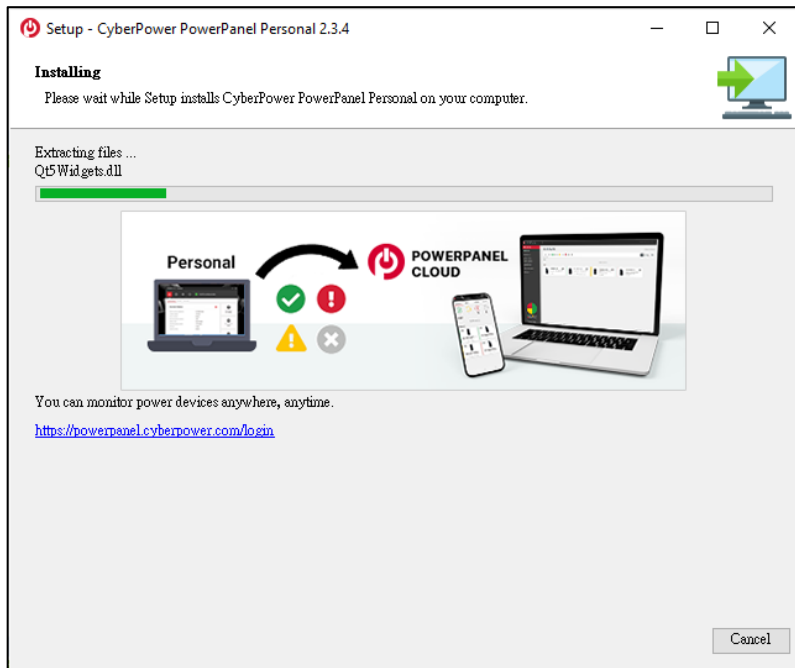 Setup - CyberPower PowerPanel Personal 2.3.4
Installing
Please wait while Setup installs CyberPower PowerPanel Personal on your computer.
Extracting files ...
Qt5Widgets.dll
Personal
POWERPANEL
CLOUD
You can monitor power devices anywhere, anytime.
https://powerpanel.cyberpower.com/login
Cancel